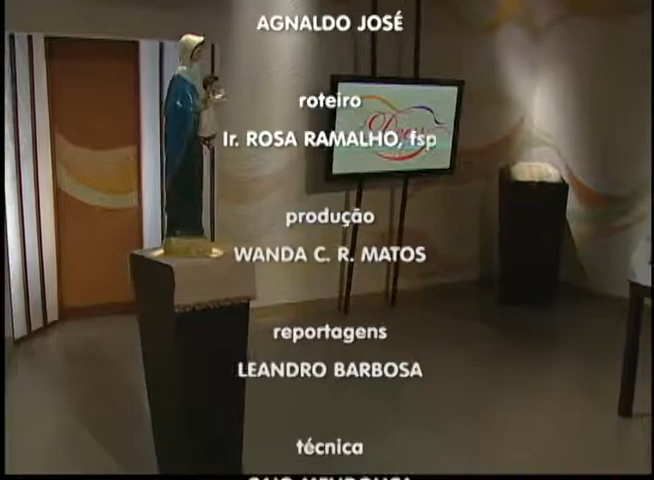 AGNALDO JOSÉ
roteiro
Ir. ROSA RAMALHO, fsp
produção
WANDA C. R. MATOS
reportagens
LEANDRO BARBOSA
técnica